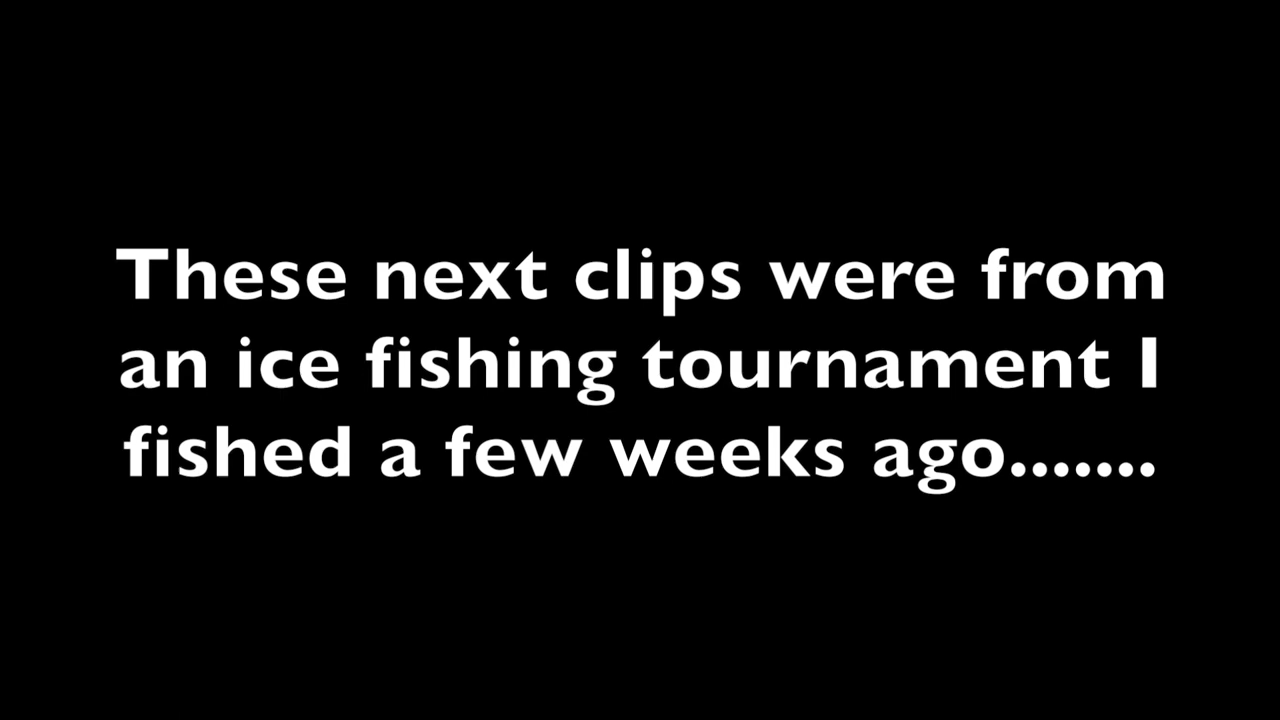 These next clips were from
an ice fishing tournament I
fished a few weeks ago.......